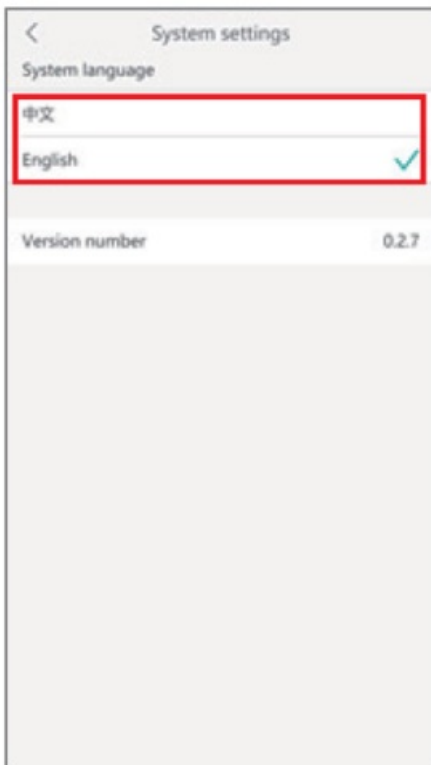 System settings
System language
中文
English
Version number 0.2.7